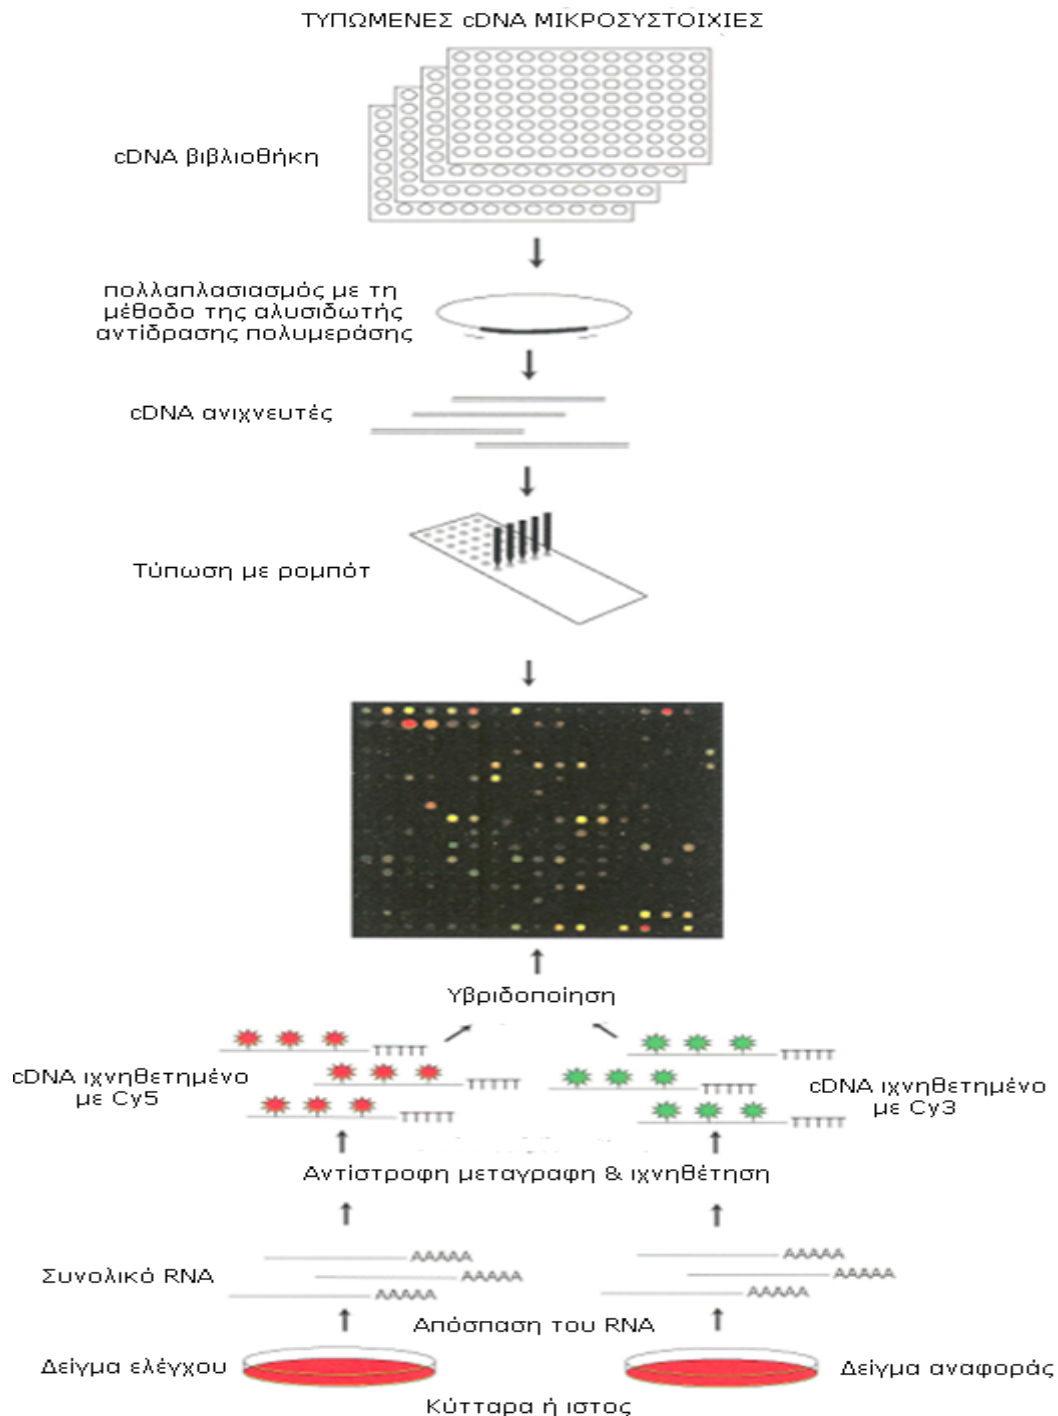 ΤΥΠΩΜΕΝΕΣ cDNA ΜΙΚΡΟΣΥΣΤΟΙΧΙΕΣ
cDNA βιβλιοθήκη
πολλαπλασιασμός με τη
μέθοδο της αλυσιδωτής
αντίδρασης πολυμεράσης
cDNA ανιχνευτές
Τύπωση με ρομπότ
Υβριδοποίηση
TTTTT
TTTTT
TTTTT
cDNA ιχνηθετημένο
με Cy5
TTTTT
TTTTT
TTTTT
cDNA ιχνηθετημένο
με Cy3
Αντίστροφη μεταγραφη & ιχνηθέτηση
Συνολικό RNA
AAAAA
AAAAA
AAAAA
AAAAA
AAAAA
AAAAA
Απόσπαση του RNA
Δείγμα ελέγχου
Δείγμα αναφοράς
Κύτταρα ή ιστος